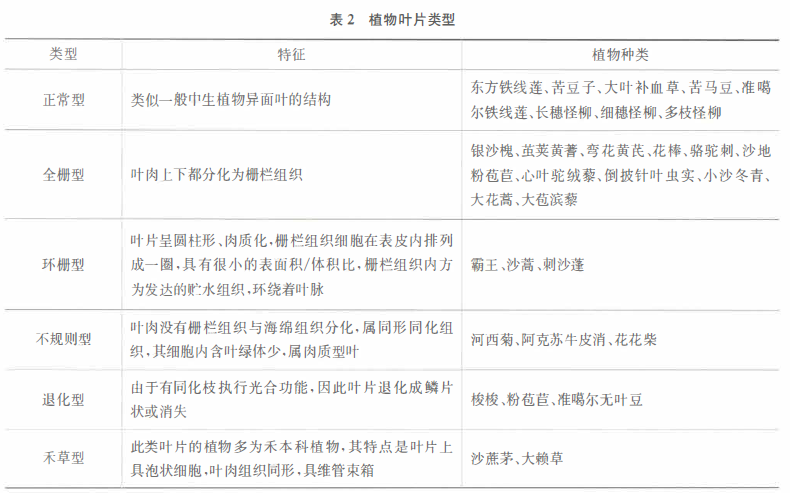 表 2 植物叶片类型
类型 特征 植物种类
正常型 类似一般中生植物异面叶的结构
东方铁线莲、苦豆子、大叶补血草、苦马豆、准噶
尔铁线莲、长穗怪柳、细穗怪柳、多枝怪柳
全栅型 叶肉上下都分化为栅栏组织
银沙槐、茧荚黄蓍、弯花黄芪、花棒、骆驼刺、沙地
粉苞苣、心叶驼绒藜、倒披针叶虫实、小沙冬青、
大花蒿、大苞滨藜
环栅型
叶片呈圆柱形、肉质化,栅栏组织细胞在表皮内排列
成一圈,具有很小的表面积/体积比,栅栏组织内方
为发达的贮水组织,环绕着叶脉
霸王、沙蒿、刺沙蓬
不规则型
叶肉没有栅栏组织与海绵组织分化,属同形同化组
织,其细胞内含叶绿体少,属肉质型叶
河西菊、阿克苏牛皮消、花花柴
退化型
由于有同化枝执行光合功能,因此叶片退化成鳞片
状或消失
梭梭、粉苞苣、准噶尔无叶豆
禾草型
此类叶片的植物多为禾本科植物,其特点是叶片上
具泡状细胞,叶肉组织同形,具维管束箱
沙蔗茅、大赖草